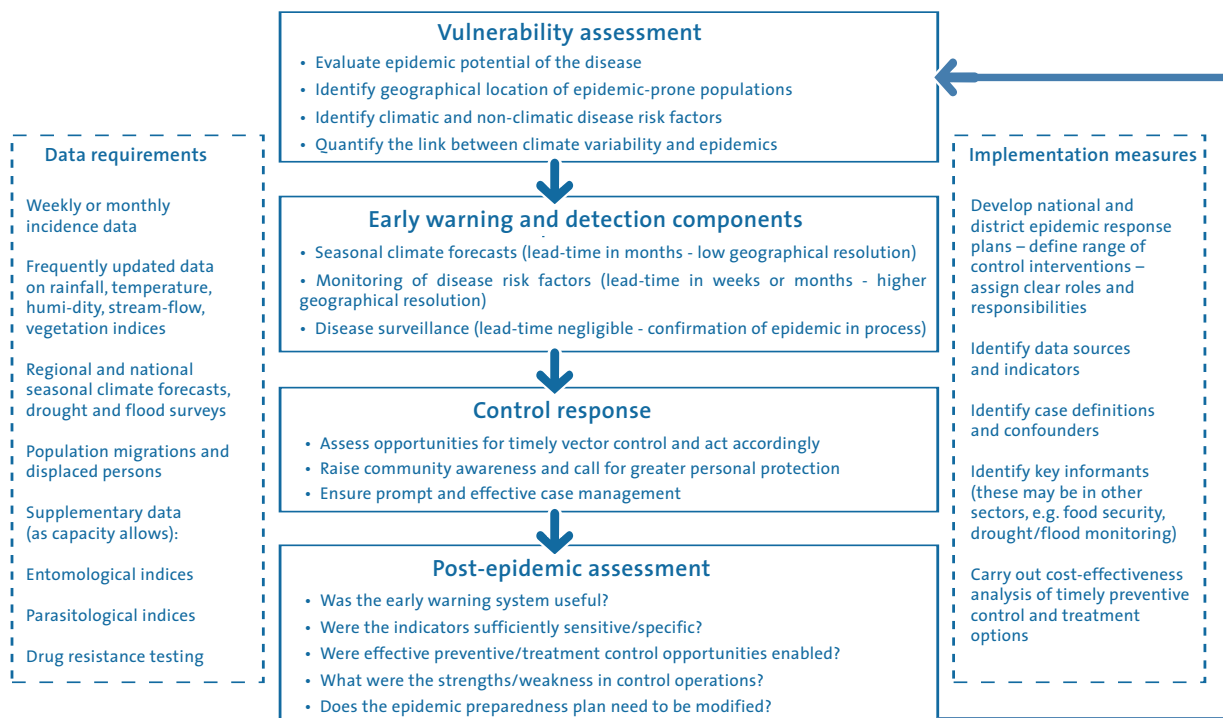 Vulnerability assessment
• Evaluate epidemic potential of the disease
• Identify geographical location of epidemic-prone populations
• Identify climatic and non-climatic disease risk factors
• Quantify the link between climate variability and epidemics
Data requirements
Weekly or monthly
incidence data
Frequently updated data
on rainfall, temperature,
humi-dity, stream-flow,
vegetation indices
Regional and national
seasonal climate forecasts,
drought and flood surveys
Population migrations and
displaced persons
Supplementary data
(as capacity allows):
Entomological indices
Parasitological indices
Drug resistance testing
Early warning and detection components
• Seasonal climate forecasts (lead-time in months - low geographical resolution)
• Monitoring of disease risk factors (lead-time in weeks or months - higher
geographical resolution)
• Disease surveillance (lead-time negligible - confirmation of epidemic in process)
Control response
• Assess opportunities for timely vector control and act accordingly
• Raise community awareness and call for greater personal protection
• Ensure prompt and effective case management
Post-epidemic assessment
• Was the early warning system useful?
• Were the indicators sufficiently sensitive/specific?
• Were effective preventive/treatment control opportunities enabled?
• What were the strengths/weakness in control operations?
• Does the epidemic preparedness plan need to be modified?
Implementation measures
Develop national and
district epidemic response
plans – define range of
control interventions –
assign clear roles and
responsibilities
Identify data sources
and indicators
Identify case definitions
and confounders
Identify key informants
(these may be in other
sectors, e.g. food security,
drought/flood monitoring)
Carry out cost-effectiveness
analysis of timely preventive
control and treatment
options